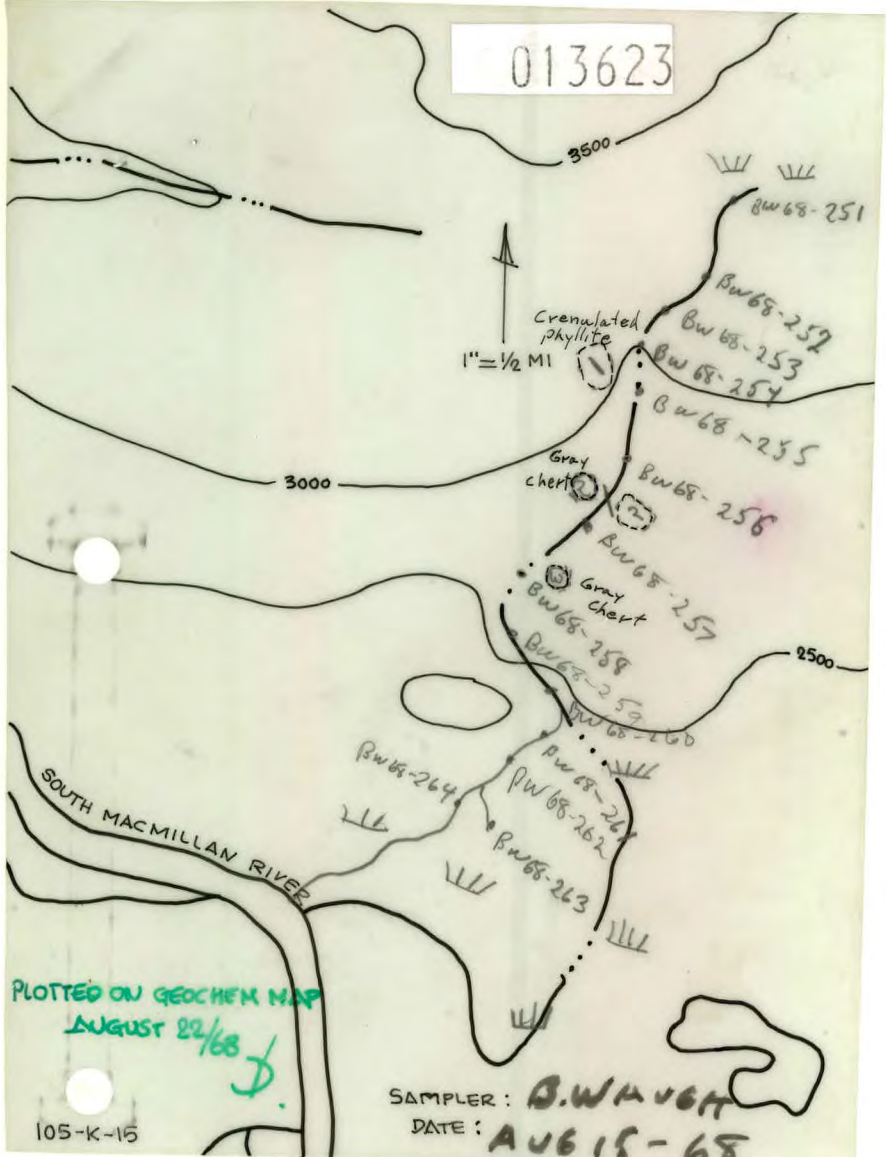 013623
3500
BW68-251
BW68-252
BW68-253
BW68-254
Crenulated
phyllite
1"=1/2 MI
BW68-255
3000
Gray
chert
2
BW68-256
2
BW68-257
Gray
chert
BW68-258
2500
BW68-259
BW68-260
BW68-261
BW68-262
BW68-264
BW68-263
SOUTH MACMILLAN RIVER
PLOTTED ON GEOCHEM MAP
AUGUST 22/68
SAMPLER: B.WAUGH
DATE: AUG 15-68
105-K-15